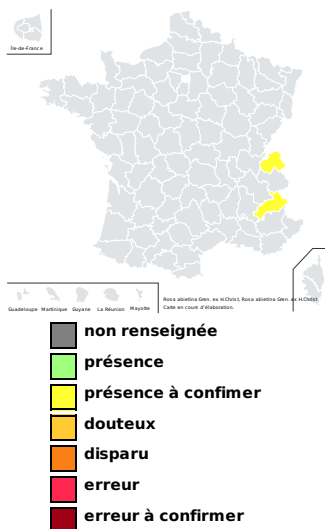 Île-de-France
Guadeloupe Martinique Guyane La Réunion Mayotte
Rosa abietina Gren. ex H.Christ, Rosa abietina Gren. ex H.Christ
Carte en cours d'élaboration.
non renseignée
présence
présence à confimer
douteux
disparu
erreur
erreur à confirmer